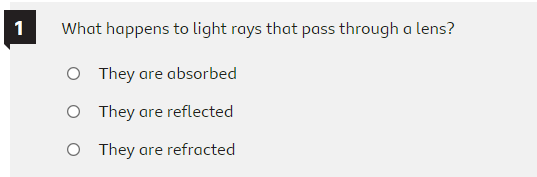 1
What happens to light rays that pass through a lens?
They are absorbed
They are reflected
They are refracted